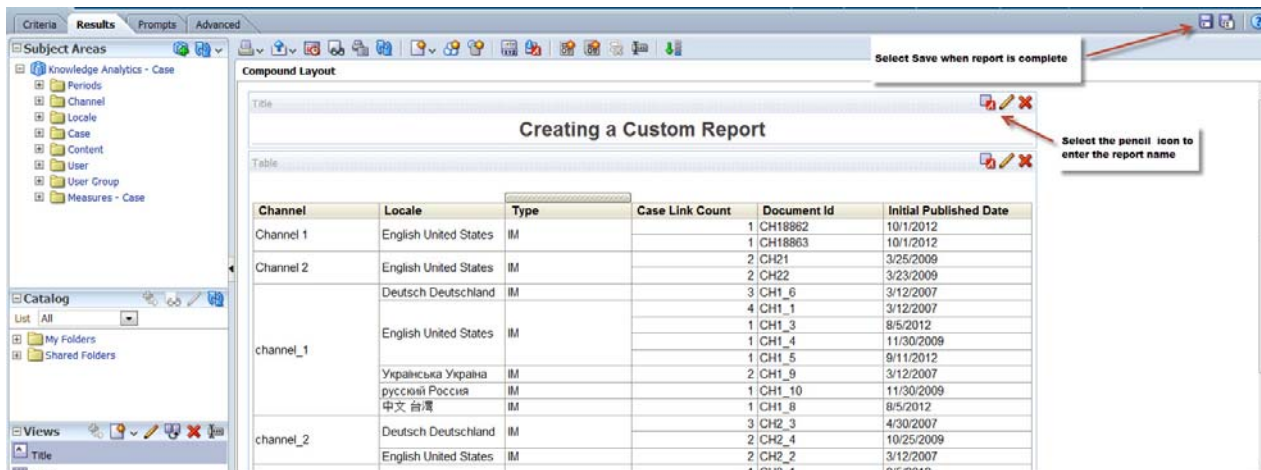 Criteria Results Prompts Advanced
Subject Areas
Knowledge Analytics - Case
Periods
Channel
Locale
Case
Content
User
User Group
Measures - Case
Catalog
List All
My Folders
Shared Folders
Views
Title
Compound Layout
Select Save when report is complete
Title
Creating a Custom Report
Select the pencil icon to
enter the report name
Table
Channel Locale Type Case Link Count Document Id Initial Published Date
Channel 1 English United States IM 1 CH18862 10/1/2012
1 CH18863 10/1/2012
Channel 2 English United States IM 2 CH21 3/25/2009
2 CH22 3/23/2009
channel_1 Deutsch Deutschland IM 3 CH1_6 3/12/2007
English United States IM 4 CH1_1 3/12/2007
1 CH1_3 8/5/2012
1 CH1_4 11/30/2009
1 CH1_5 9/11/2012
Українська Україна IM 2 CH1_9 3/12/2007
русский Россия IM 1 CH1_10 11/30/2009
中文 台灣 IM 1 CH1_8 8/5/2012
channel_2 Deutsch Deutschland IM 3 CH2_3 4/30/2007
2 CH2_4 10/25/2009
English United States IM 2 CH2_2 3/12/2007